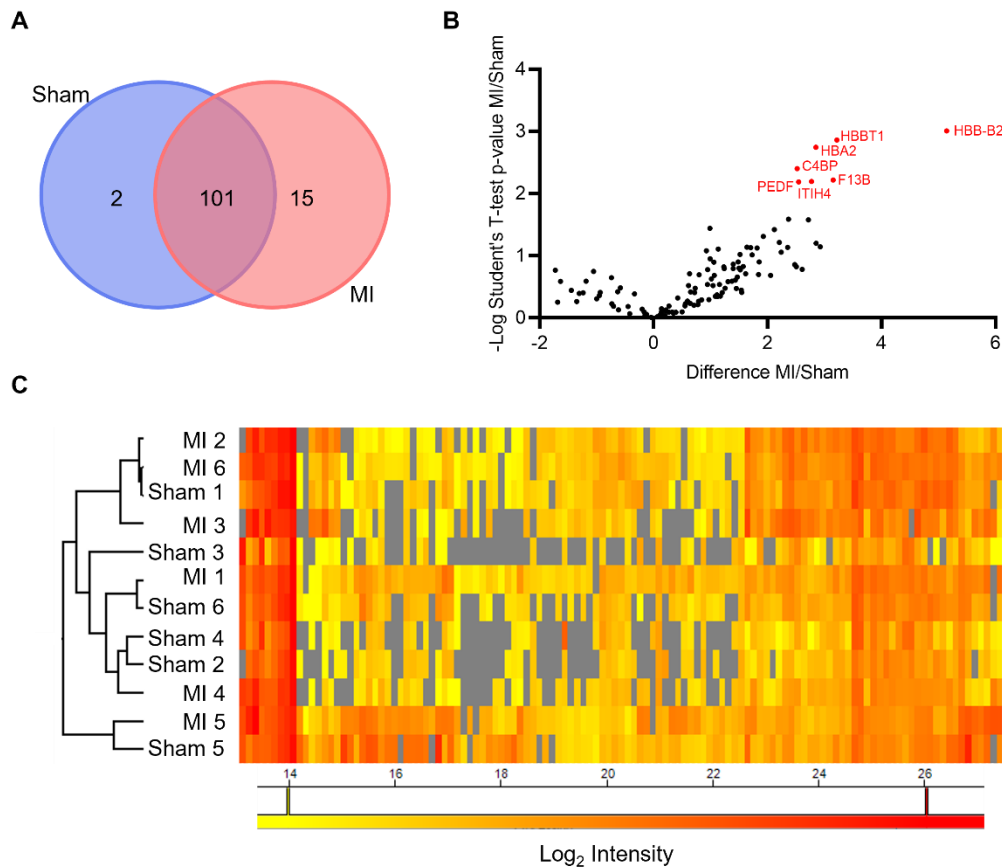 A
Sham
2
101
15
MI
B
-Log Student's T-test p-value MI/Sham
4
3
2
1
0
-2
0
2
4
6
Difference MI/Sham
HBB-B2
HBBT1
HBA2
C4BP
F13B
PEDF
ITIH4
C
MI 2
MI 6
Sham 1
MI 3
Sham 3
MI 1
Sham 6
Sham 4
Sham 2
MI 4
MI 5
Sham 5
14 16 18 20 22 24 26
Log₂ Intensity